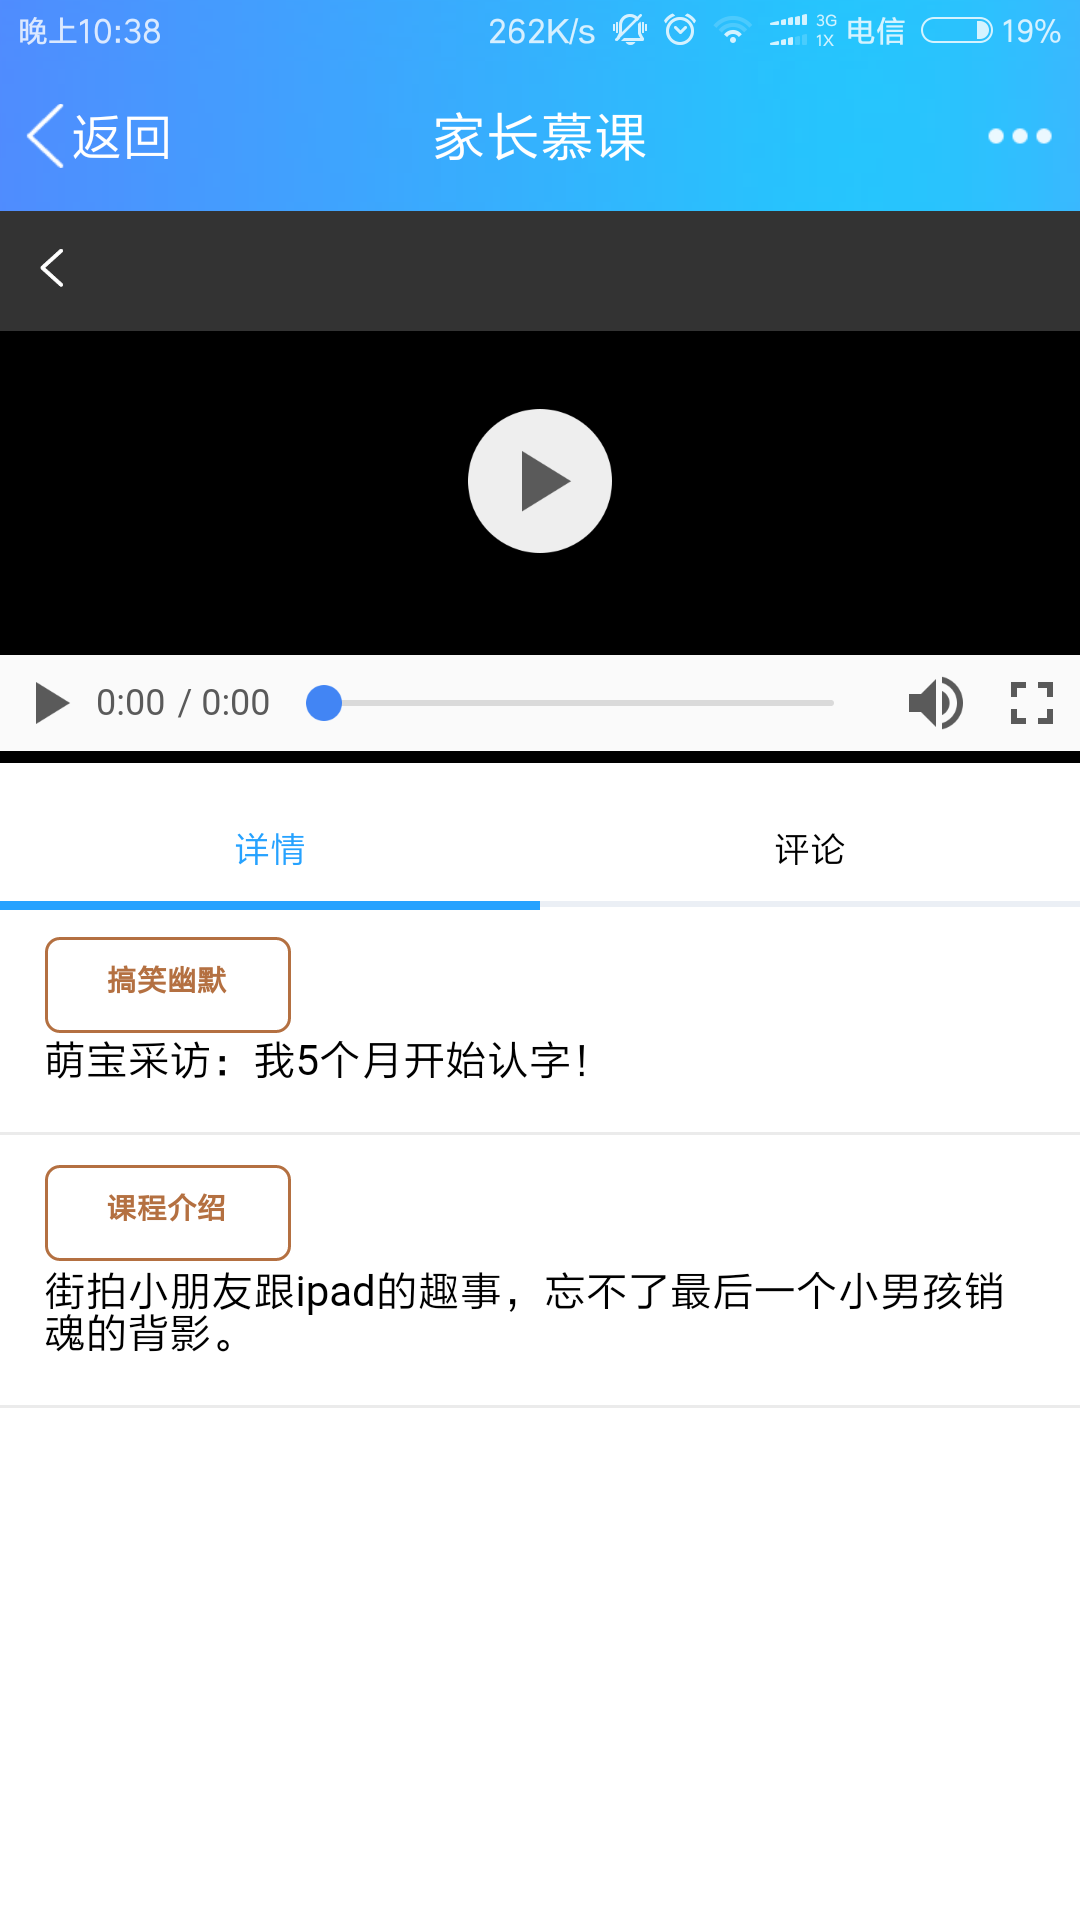 晚上10:38 262K/s 3G 1X 电信 19%
返回 家长慕课
0:00 / 0:00
详情 评论
搞笑幽默
萌宝采访：我5个月开始认字！
课程介绍
街拍小朋友跟ipad的趣事，忘不了最后一个小男孩销
魂的背影。